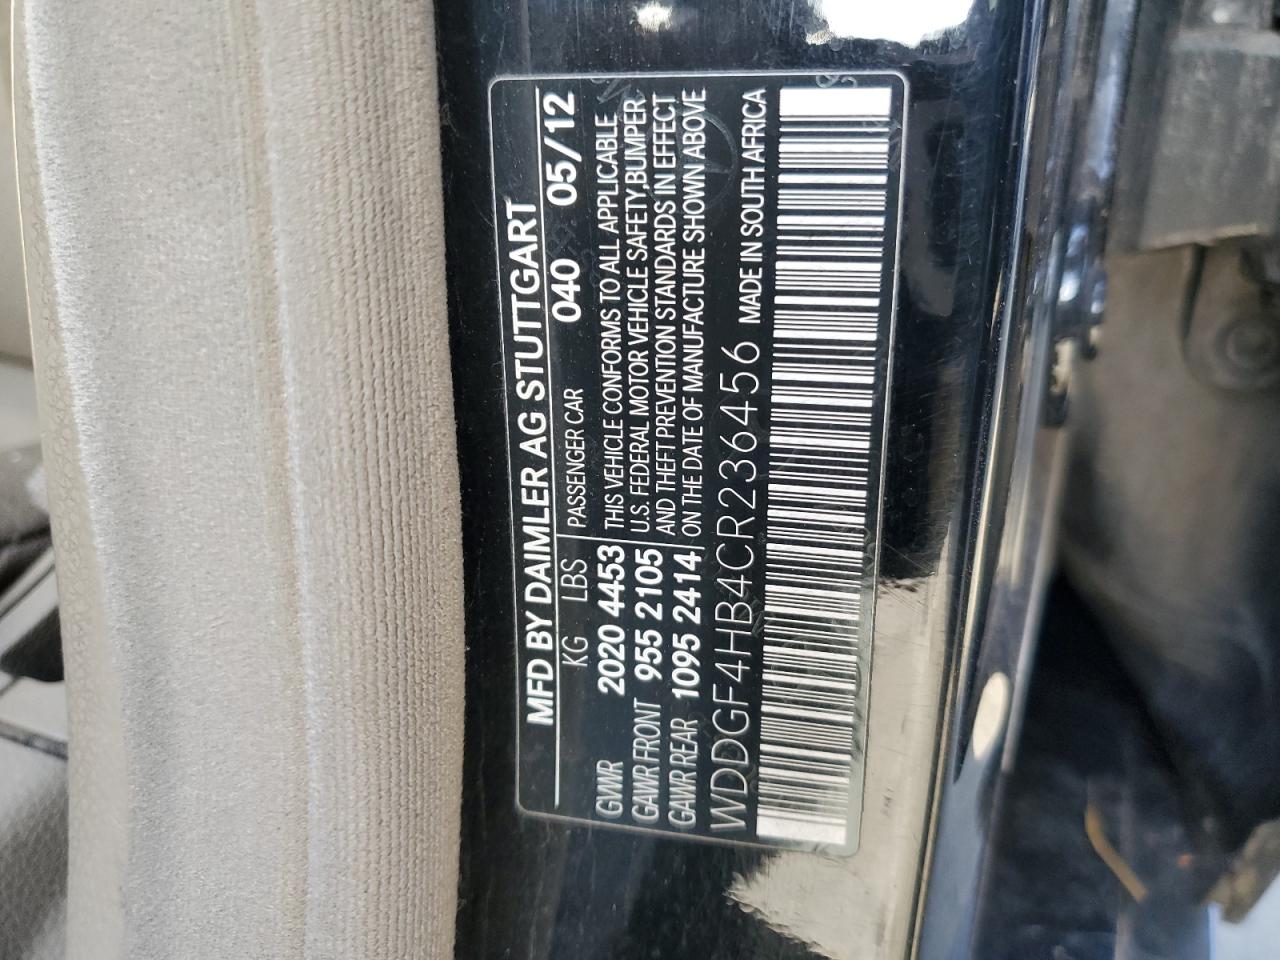 MFD BY DAIMLER AG STUTTGART
KG LBS PASSENGER CAR 040 05/12
GVWR 2020 4453 THIS VEHICLE CONFORMS TO ALL APPLICABLE
GAWR FRONT 955 2105 U.S. FEDERAL MOTOR VEHICLE SAFETY,BUMPER
GAWR REAR 1095 2414 AND THEFT PREVENTION STANDARDS IN EFFECT
ON THE DATE OF MANUFACTURE SHOWN ABOVE
WDDGF4HB4CR236456 MADE IN SOUTH AFRICA